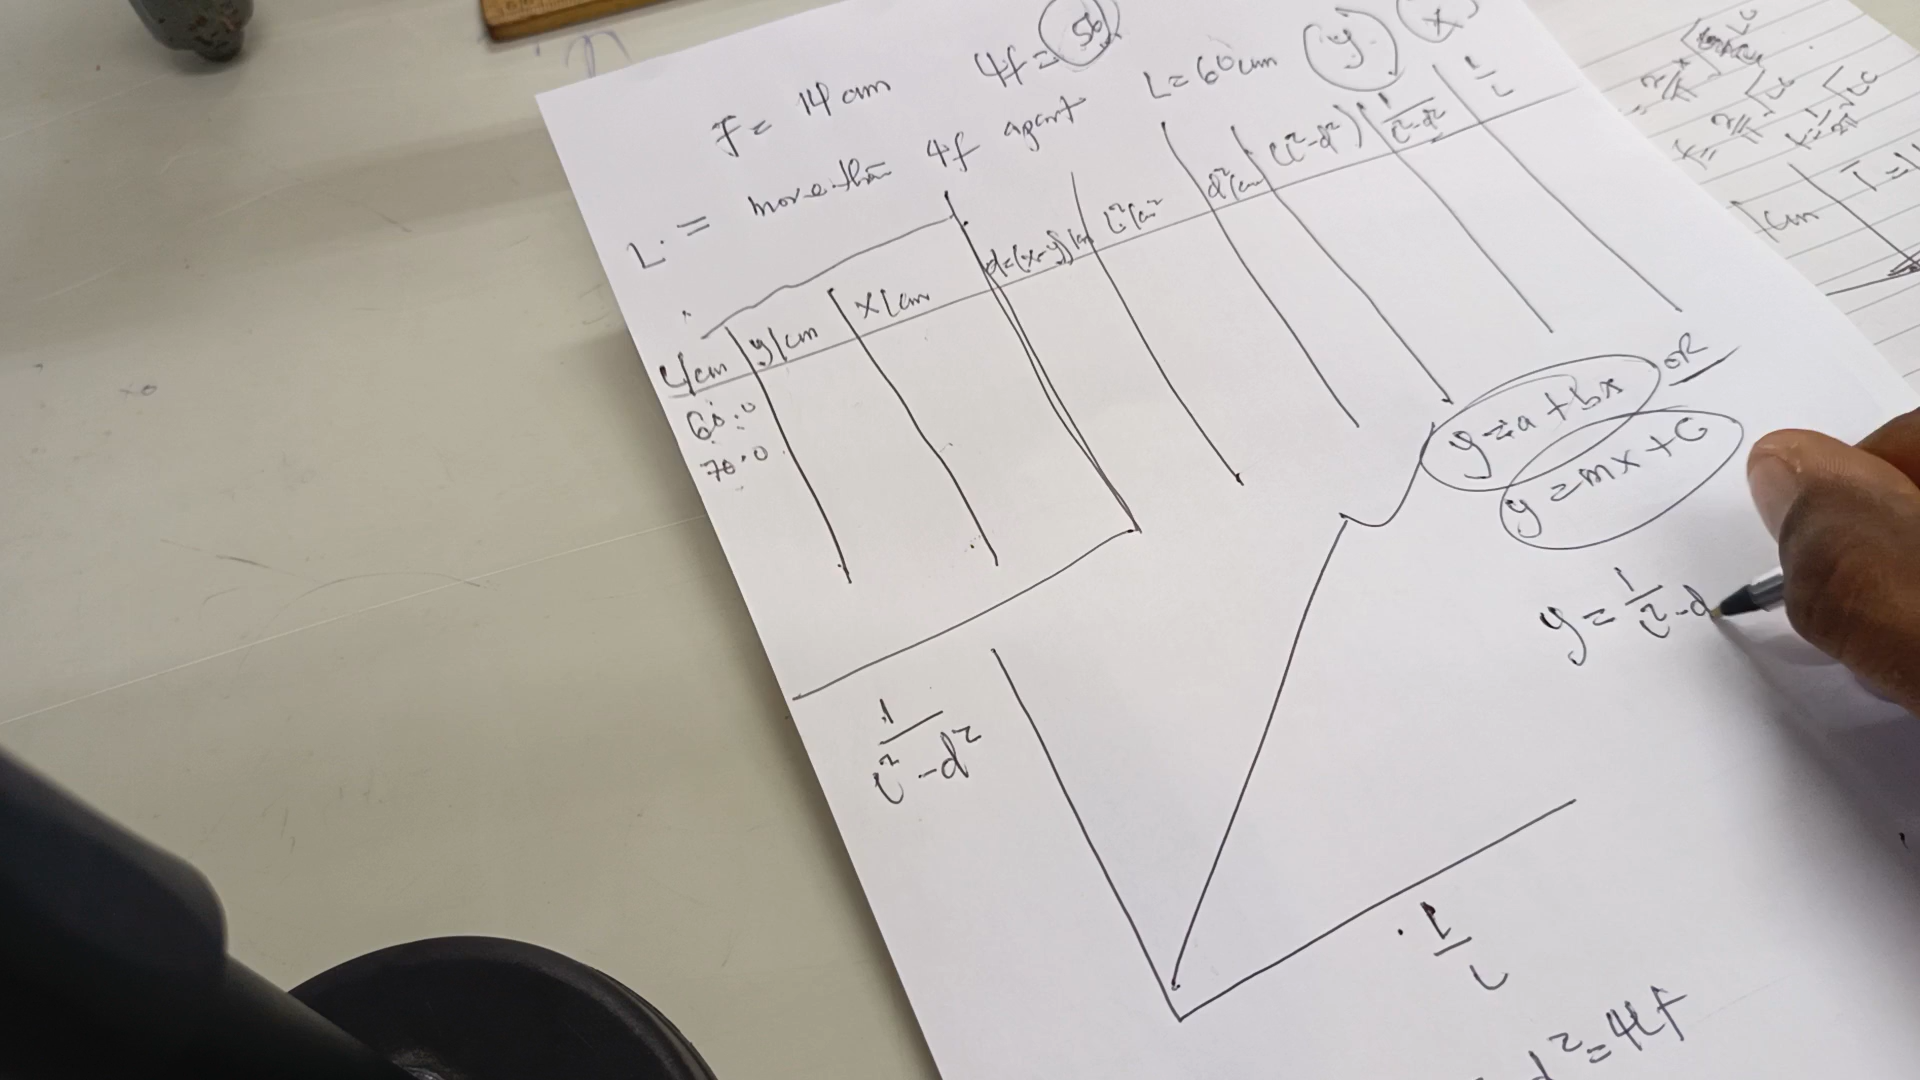 f = 14 cm 4f = 56
L = more than 4f apart L = 60 cm y x
L/cm y/cm x/cm d=(x-y)/cm L²/cm² d²/cm (L²-d²) 1/(L²-d²) 1/L
60.0
70.0
y = a + bx OR
y = mx + C
y = 1/L²-d
1/(L²-d²)
1/L
d² = 4Lf